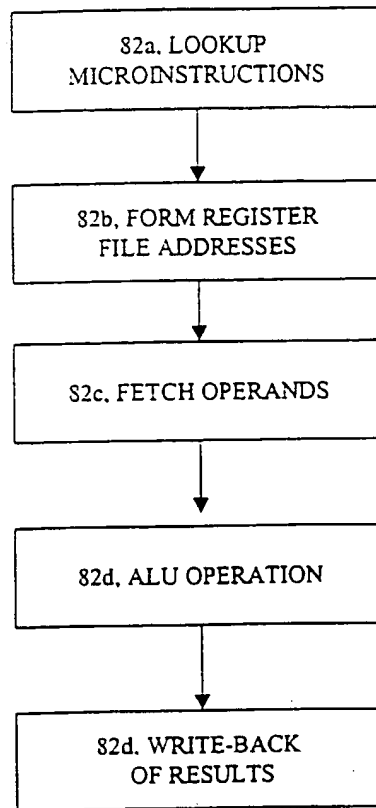 82a. LOOKUP
MICROINSTRUCTIONS
82b, FORM REGISTER
FILE ADDRESSES
82c, FETCH OPERANDS
82d, ALU OPERATION
82d. WRITE-BACK
OF RESULTS